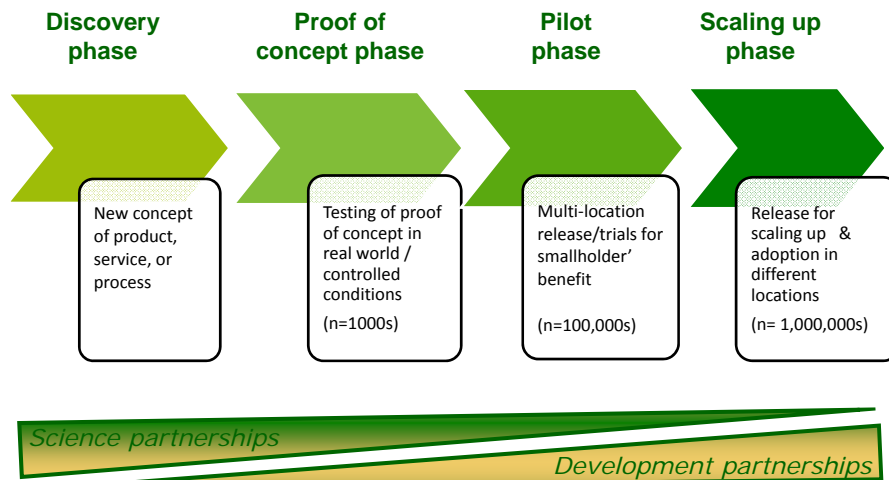 Discovery
phase
Proof of
concept phase
Pilot
phase
Scaling up
phase
New concept
of product,
service, or
process
Testing of proof
of concept in
real world /
controlled
conditions
(n=1000s)
Multi-location
release/trials for
smallholder’
benefit
(n=100,000s)
Release for
scaling up &
adoption in
different
locations
(n= 1,000,000s)
Science partnerships
Development partnerships